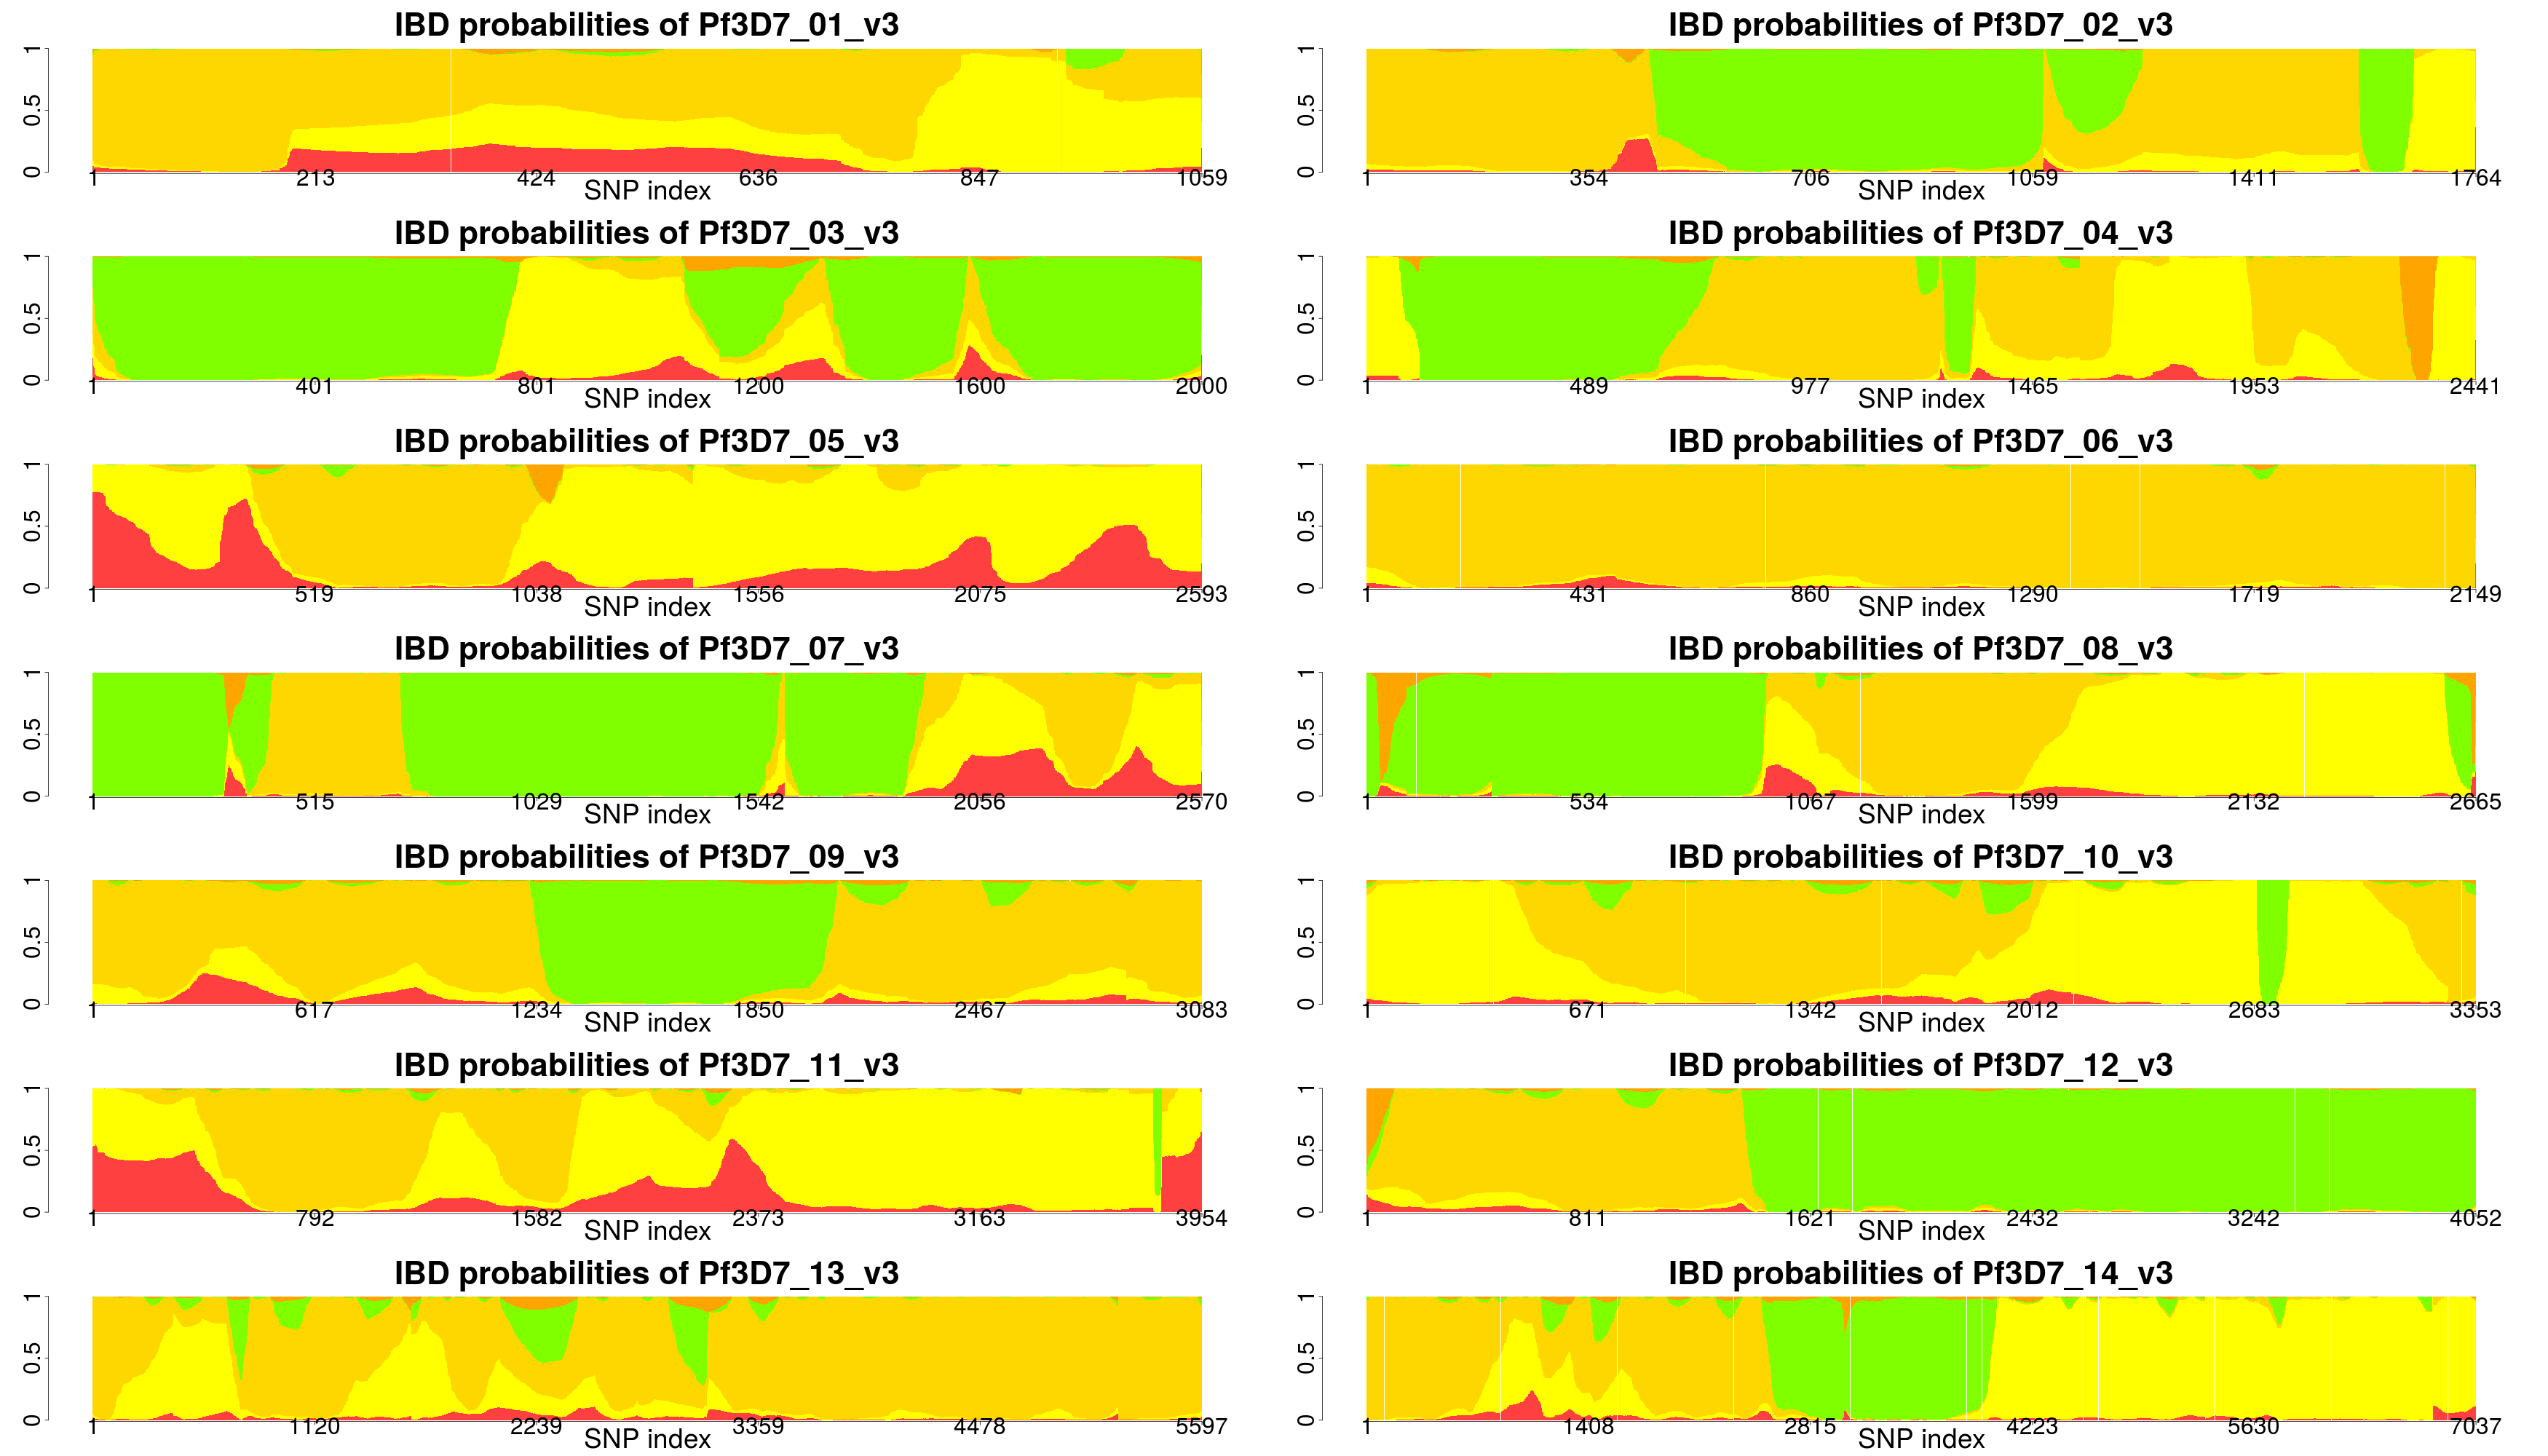 IBD probabilities of Pf3D7_01_v3
0 0.5 1
1 213 424 636 847 1059
SNP index
IBD probabilities of Pf3D7_02_v3
0 0.5 1
1 354 706 1059 1411 1764
SNP index
IBD probabilities of Pf3D7_03_v3
0 0.5 1
1 401 801 1200 1600 2000
SNP index
IBD probabilities of Pf3D7_04_v3
0 0.5 1
1 489 977 1465 1953 2441
SNP index
IBD probabilities of Pf3D7_05_v3
0 0.5 1
1 519 1038 1556 2075 2593
SNP index
IBD probabilities of Pf3D7_06_v3
0 0.5 1
1 431 860 1290 1719 2149
SNP index
IBD probabilities of Pf3D7_07_v3
0 0.5 1
1 515 1029 1542 2056 2570
SNP index
IBD probabilities of Pf3D7_08_v3
0 0.5 1
1 534 1067 1599 2132 2665
SNP index
IBD probabilities of Pf3D7_09_v3
0 0.5 1
1 617 1234 1850 2467 3083
SNP index
IBD probabilities of Pf3D7_10_v3
0 0.5 1
1 671 1342 2012 2683 3353
SNP index
IBD probabilities of Pf3D7_11_v3
0 0.5 1
1 792 1582 2373 3163 3954
SNP index
IBD probabilities of Pf3D7_12_v3
0 0.5 1
1 811 1621 2432 3242 4052
SNP index
IBD probabilities of Pf3D7_13_v3
0 0.5 1
1 1120 2239 3359 4478 5597
SNP index
IBD probabilities of Pf3D7_14_v3
0 0.5 1
1 1408 2815 4223 5630 7037
SNP index